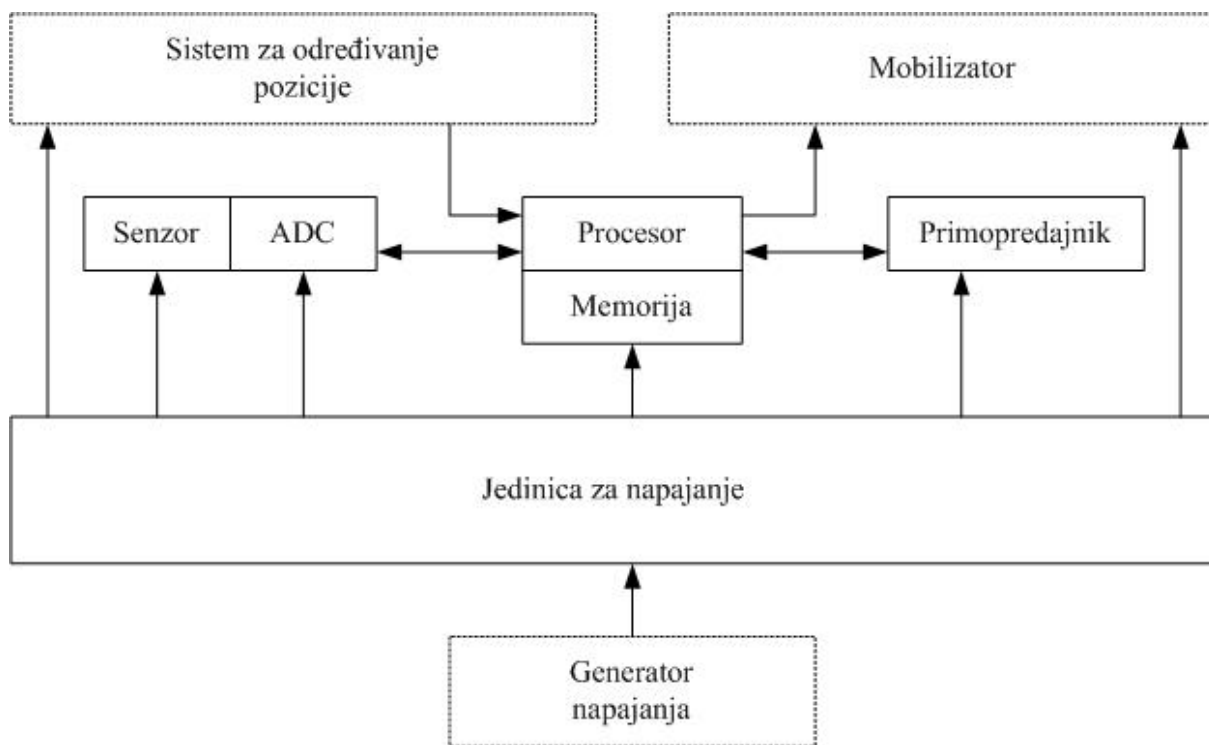 Sistem za određivanje
pozicije
Mobilizator
Senzor
ADC
Procesor
Primopredajnik
Memorija
Jedinica za napajanje
Generator
napajanja